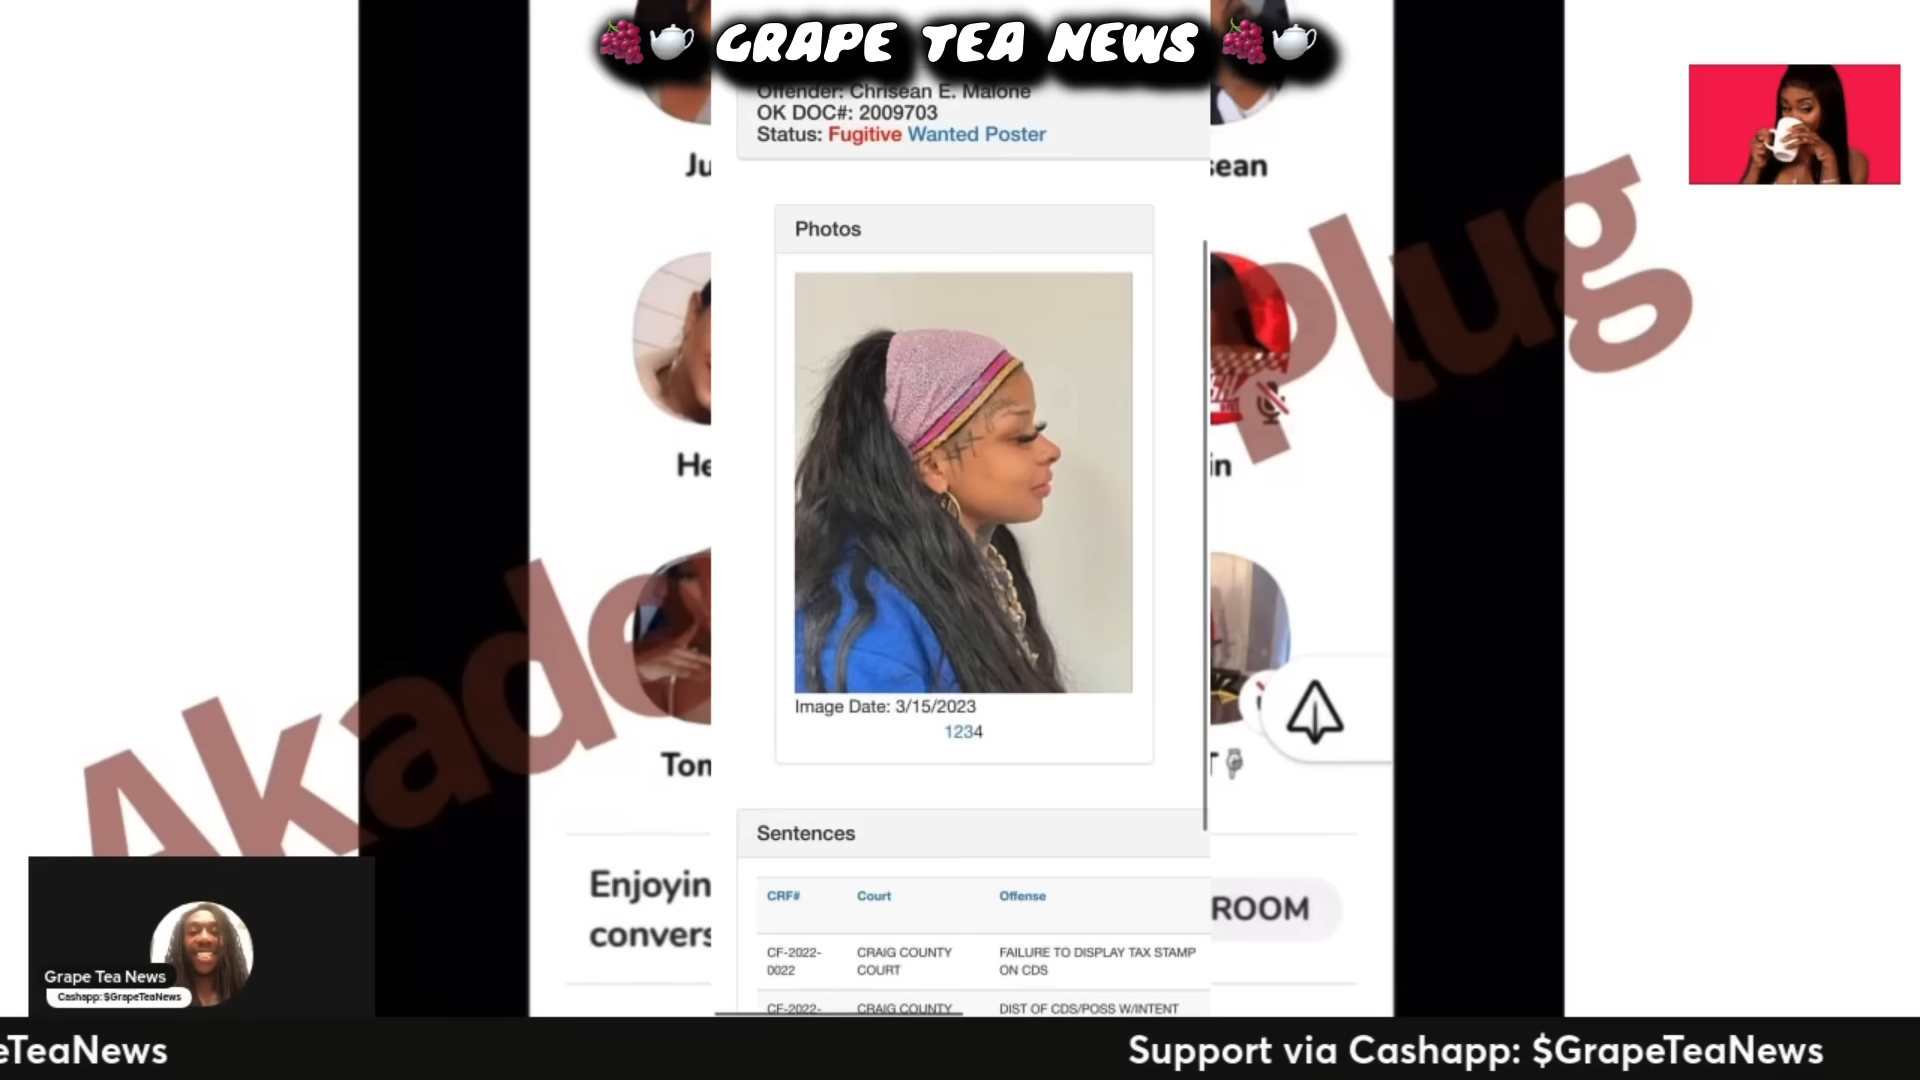 GRAPE TEA NEWS
Offender: Chrisean E. Malone
OK DOC#: 2009703
Status: Fugitive Wanted Poster
Ju
sean
Photos
Plug
He
in
Image Date: 3/15/2023
1234
Akade
Ton
T
Sentences
CRF# Court Offense
Enjoyin
ROOM
convers
CF-2022-0022 CRAIG COUNTY COURT FAILURE TO DISPLAY TAX STAMP ON CDS
CF-2022- CRAIG COUNTY DIST OF CDS/POSS W/INTENT
Grape Tea News
Cashapp: $GrapeTeaNews
eTeaNews
Support via Cashapp: $GrapeTeaNews